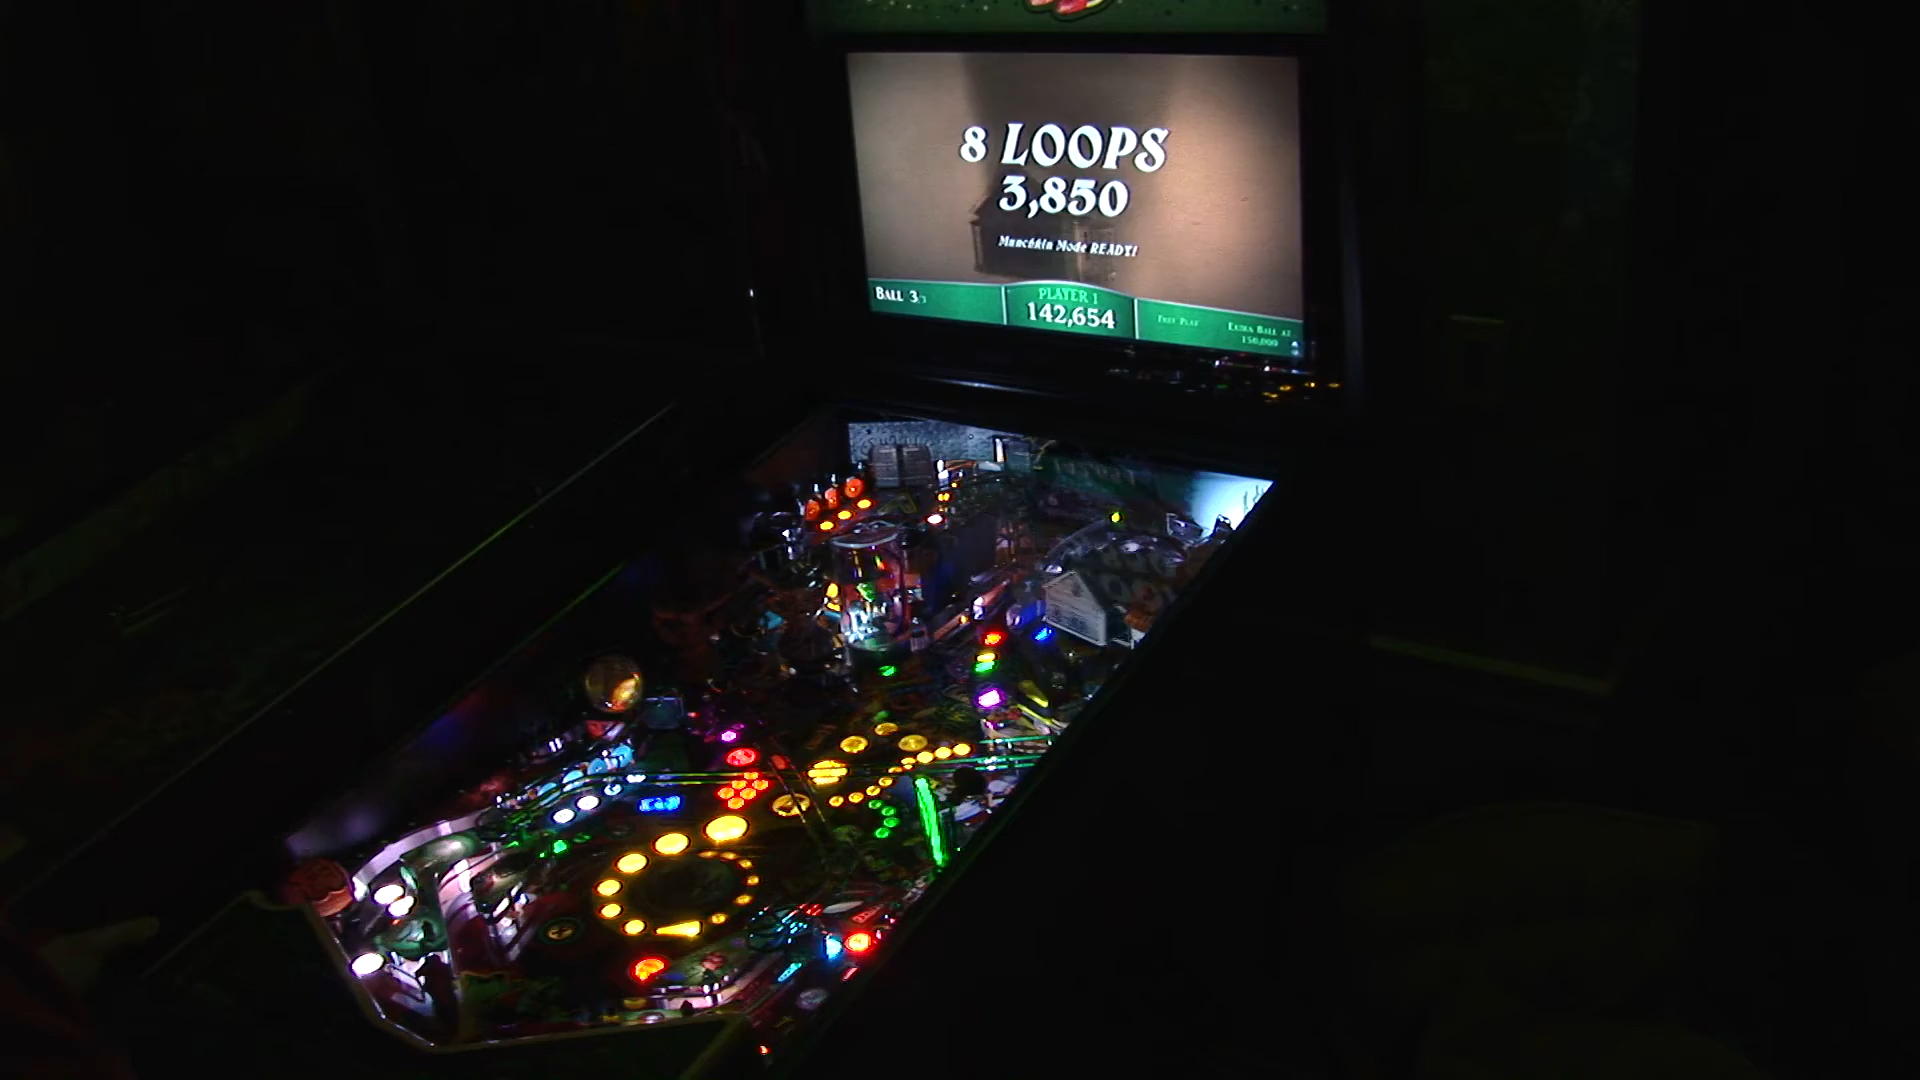 8 LOOPS
3,850
Munchkin Mode READY!
BALL 3/3
PLAYER 1
142,654
FREE PLAY
EXTRA BALL AT
150,000